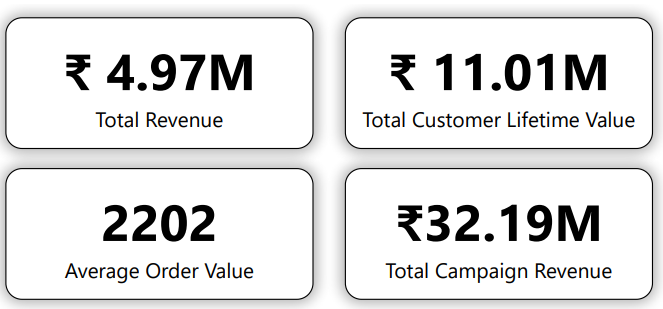 ₹ 4.97M
Total Revenue
₹ 11.01M
Total Customer Lifetime Value
2202
Average Order Value
₹32.19M
Total Campaign Revenue